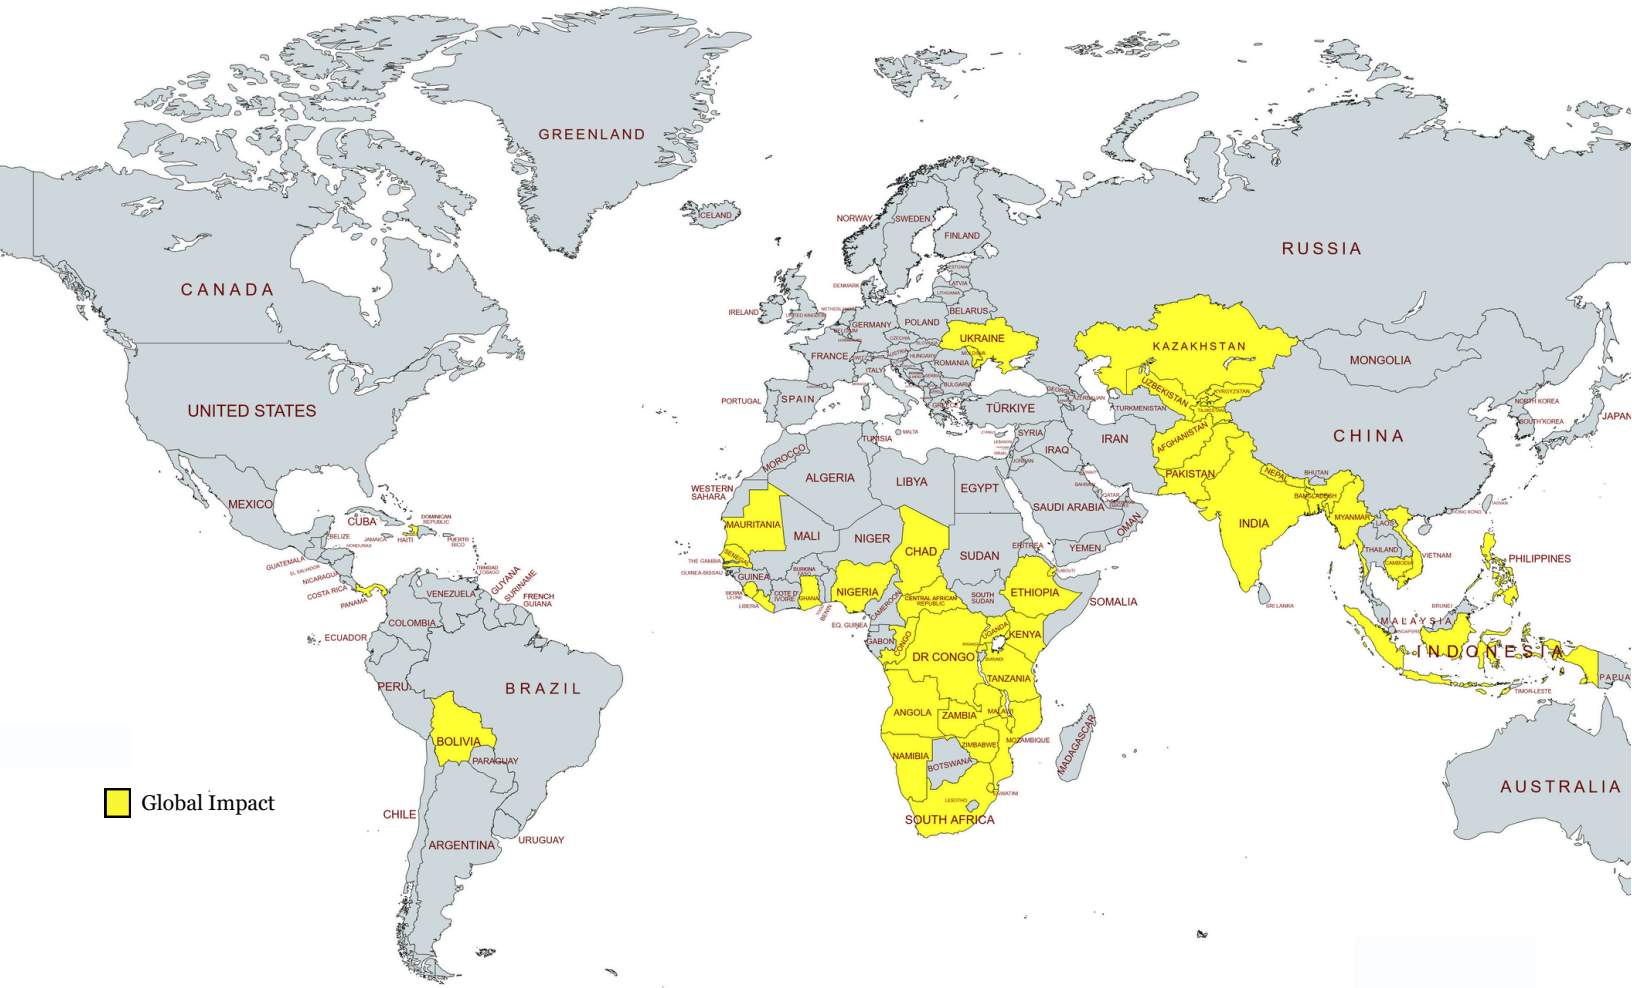 GREENLAND
ICELAND
NORWAY
SWEDEN
FINLAND
RUSSIA
CANADA
ESTONIA
LATVIA
LITHUANIA
DENMARK
IRELAND
UNITED KINGDOM
BELGIUM
GERMANY
POLAND
BELARUS
CZECHIA
UKRAINE
MOLDOVA
FRANCE
AUSTRIA
HUNGARY
ROMANIA
ITALY
BULGARIA
KAZAKHSTAN
MONGOLIA
UNITED STATES
PORTUGAL
SPAIN
TÜRKIYE
GEORGIA
AZERBAIJAN
UZBEKISTAN
KYRGYZSTAN
TURKMENISTAN
TAJIKISTAN
NORTH KOREA
SOUTH KOREA
JAPAN
CHINA
TUNISIA
MALTA
CYPRUS
LEBANON
ISRAEL
SYRIA
IRAQ
IRAN
JORDAN
AFGHANISTAN
PAKISTAN
NEPAL
BHUTAN
BANGLADESH
MOROCCO
ALGERIA
LIBYA
EGYPT
WESTERN
SAHARA
KUWAIT
BAHRAIN
QATAR
SAUDI ARABIA
OMAN
YEMEN
INDIA
MYANMAR
LAOS
THAILAND
VIETNAM
CAMBODIA
HONG KONG
TAIWAN
PHILIPPINES
MEXICO
CUBA
DOMINICAN
REPUBLIC
HAITI
JAMAICA
PUERTO
RICO
BELIZE
HONDURAS
GUATEMALA
EL SALVADOR
NICARAGUA
COSTA RICA
PANAMA
TRINIDAD
& TOBAGO
VENEZUELA
GUYANA
SURINAME
FRENCH
GUIANA
COLOMBIA
ECUADOR
PERU
BRAZIL
BOLIVIA
PARAGUAY
CHILE
ARGENTINA
URUGUAY
MAURITANIA
MALI
NIGER
CHAD
SUDAN
ERITREA
DJIBOUTI
SENEGAL
THE GAMBIA
GUINEA-BISSAU
GUINEA
SIERRA
LEONE
LIBERIA
COTE D'
IVOIRE
BURKINA
FASO
GHANA
TOGO
BENIN
NIGERIA
CAMEROON
CENTRAL AFRICAN
REPUBLIC
SOUTH
SUDAN
ETHIOPIA
SOMALIA
EQ. GUINEA
GABON
CONGO
DR CONGO
UGANDA
KENYA
RWANDA
BURUNDI
TANZANIA
ANGOLA
ZAMBIA
MALAWI
MOZAMBIQUE
ZIMBABWE
NAMIBIA
BOTSWANA
MADAGASCAR
ESWATINI
LESOTHO
SOUTH AFRICA
SRI LANKA
BRUNEI
MALAYSIA
SINGAPORE
INDONESIA
TIMOR-LESTE
PAPUA
AUSTRALIA
Global Impact